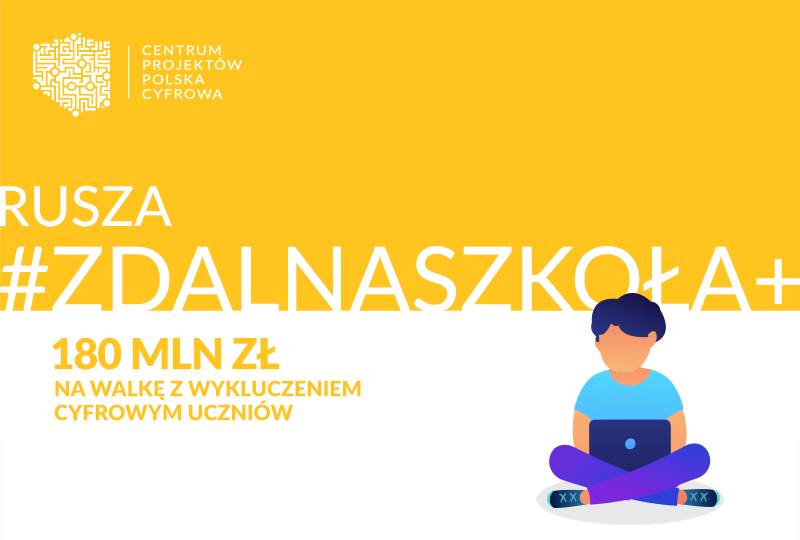 CENTRUM
PROJEKTÓW
POLSKA
CYFROWA
RUSZA
#ZDALNASZKOŁA+
180 MLN ZŁ
NA WALKĘ Z WYKLUCZENIEM
CYFROWYM UCZNIÓW